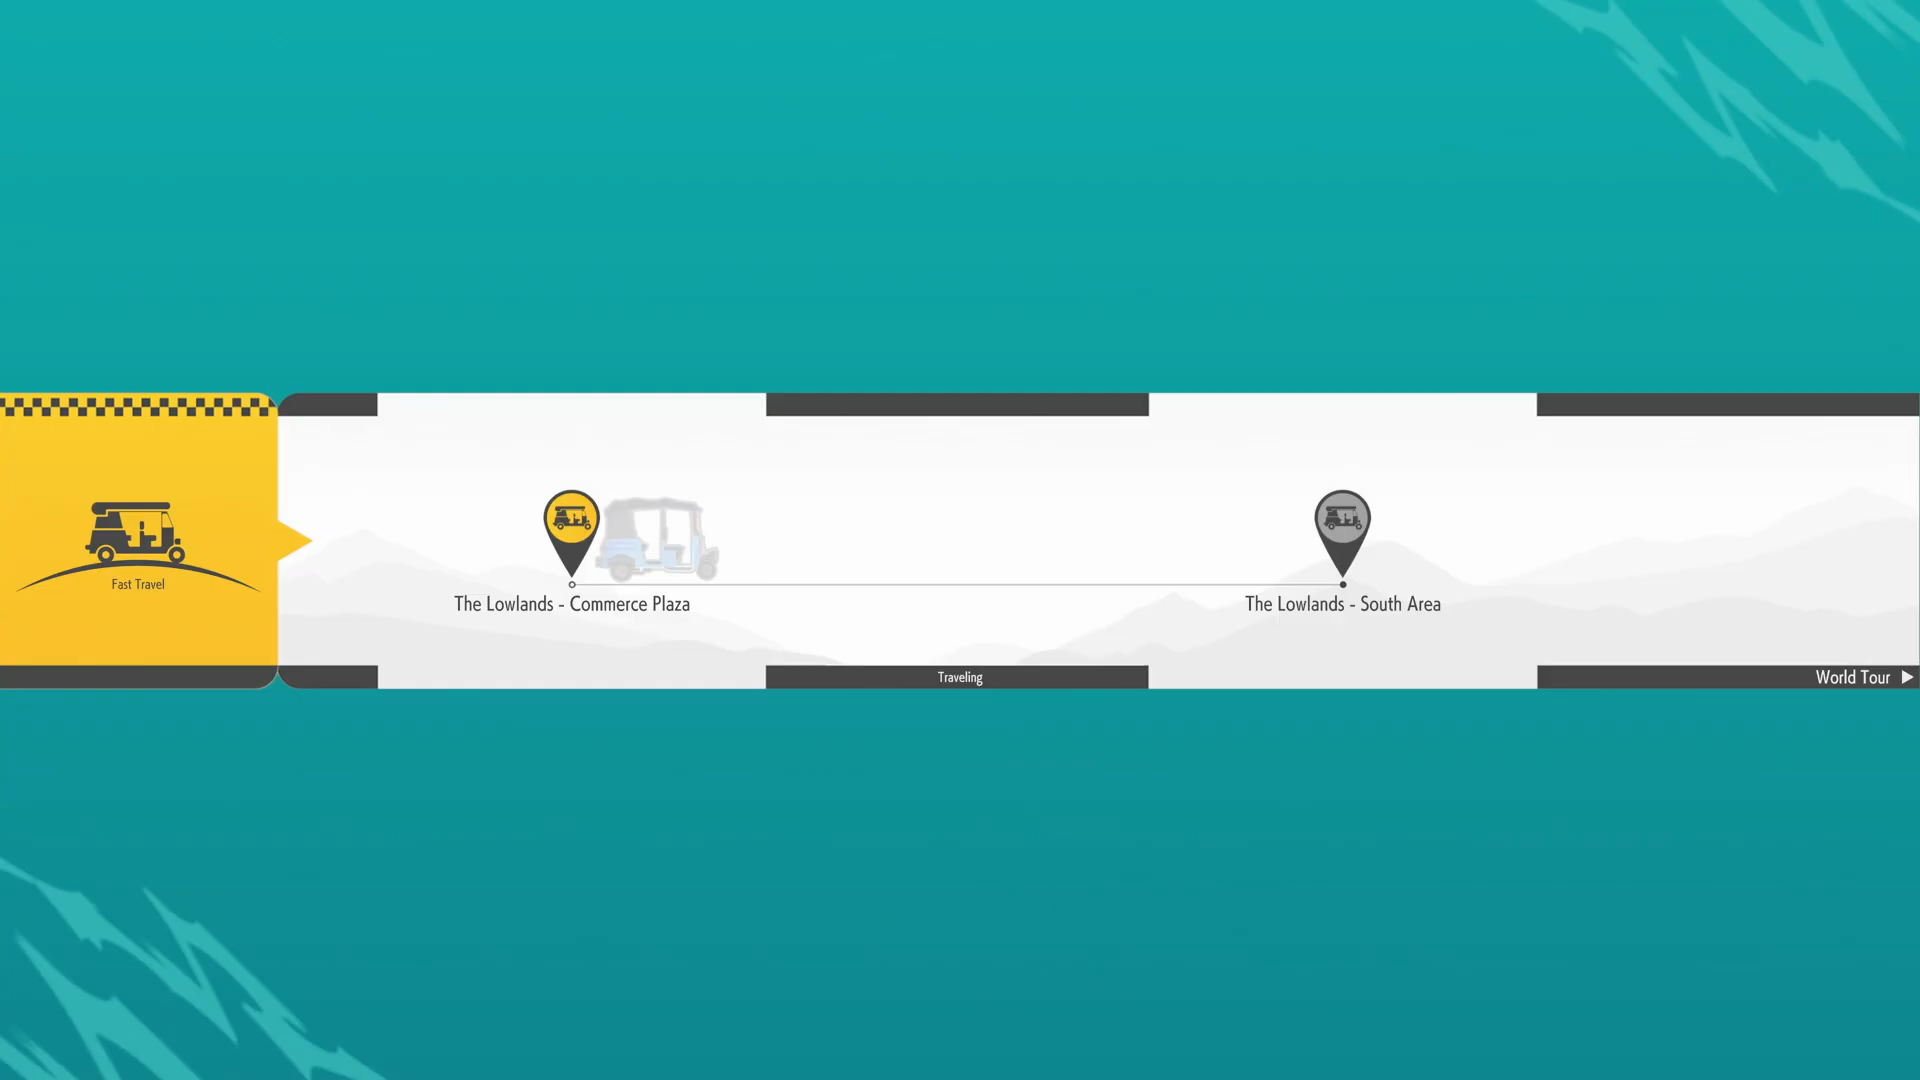 Fast Travel
The Lowlands - Commerce Plaza
The Lowlands - South Area
Traveling
World Tour